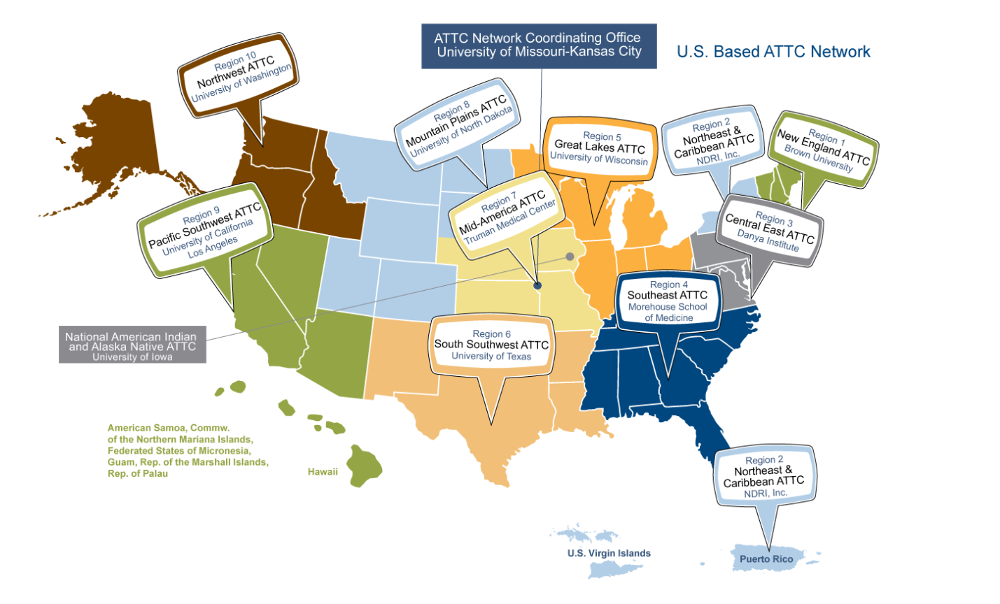 ATTC Network Coordinating Office
University of Missouri-Kansas City
U.S. Based ATTC Network
Region 10
Northwest ATTC
University of Washington
Region 8
Mountain Plains ATTC
University of North Dakota
Region 5
Great Lakes ATTC
University of Wisconsin
Region 2
Northeast &
Caribbean ATTC
NDRI, Inc.
Region 1
New England ATTC
Brown University
Region 9
Pacific Southwest ATTC
University of California
Los Angeles
Region 7
Mid-America ATTC
Truman Medical Center
Region 3
Central East ATTC
Danya Institute
Region 4
Southeast ATTC
Morehouse School
of Medicine
National American Indian
and Alaska Native ATTC
University of Iowa
Region 6
South Southwest ATTC
University of Texas
American Samoa, Commw.
of the Northern Mariana Islands,
Federated States of Micronesia,
Guam, Rep. of the Marshall Islands,
Rep. of Palau
Hawaii
Region 2
Northeast &
Caribbean ATTC
NDRI, Inc.
U.S. Virgin Islands
Puerto Rico